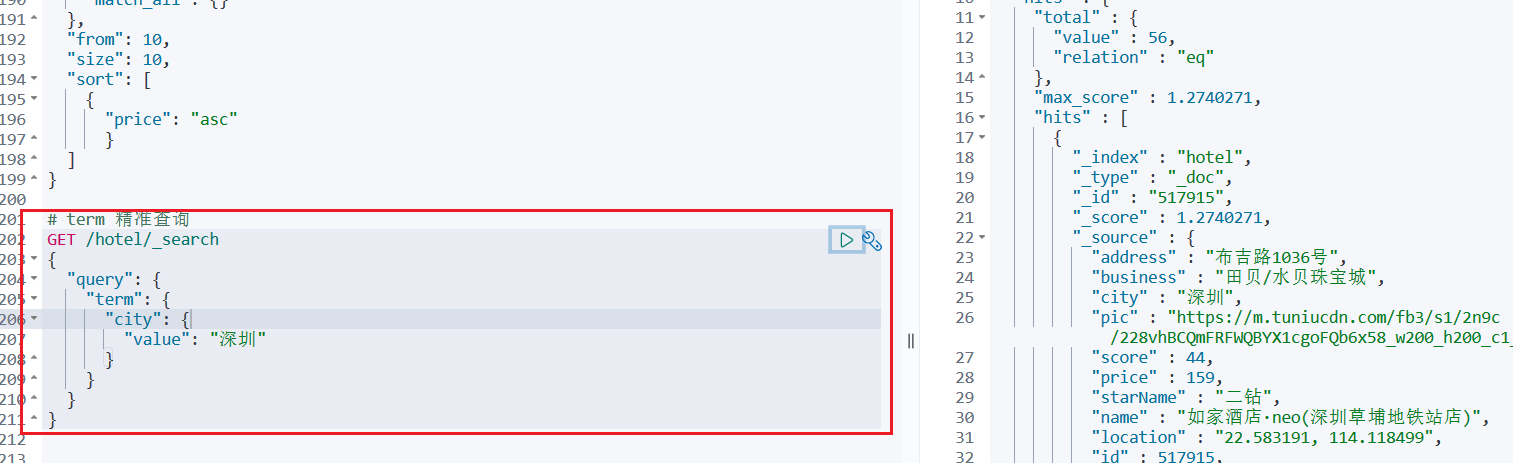 190 "match_all": {}
191 },
192 "from": 10,
193 "size": 10,
194 "sort": [
195 {
196 "price": "asc"
197 }
198 ]
199 }
200
201 # term 精准查询
202 GET /hotel/_search
203 {
204 "query": {
205 "term": {
206 "city": {
207 "value": "深圳"
208 }
209 }
210 }
211 }
212
213
10 "hits" : {
11 "total" : {
12 "value" : 56,
13 "relation" : "eq"
14 },
15 "max_score" : 1.2740271,
16 "hits" : [
17 {
18 "_index" : "hotel",
19 "_type" : "_doc",
20 "_id" : "517915",
21 "_score" : 1.2740271,
22 "_source" : {
23 "address" : "布吉路1036号",
24 "business" : "田贝/水贝珠宝城",
25 "city" : "深圳",
26 "pic" : "https://m.tuniucdn.com/fb3/s1/2n9c
/228vhBCQmFRFWQBYX1cgoFQb6x58_w200_h200_c1_
27 "score" : 44,
28 "price" : 159,
29 "starName" : "二钻",
30 "name" : "如家酒店·neo(深圳草埔地铁站店)",
31 "location" : "22.583191, 114.118499",
32 "id" : 517915,